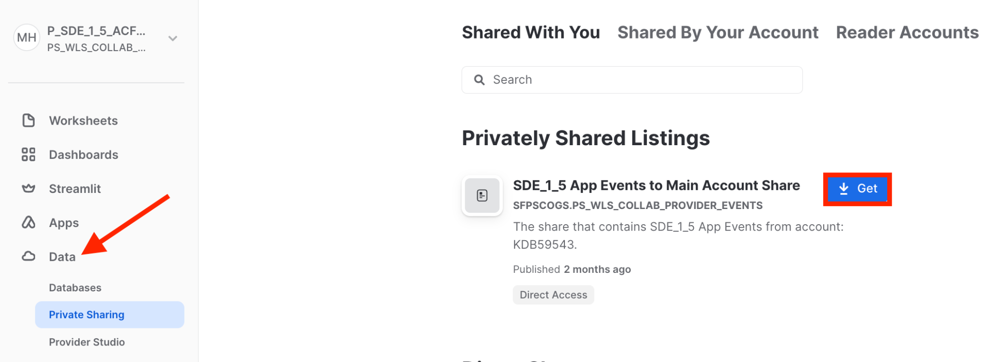 MH
P_SDE_1_5_ACF...
PS_WLS_COLLAB_...
Worksheets
Dashboards
Streamlit
Apps
Data
Databases
Private Sharing
Provider Studio
Shared With You Shared By Your Account Reader Accounts
Search
Privately Shared Listings
SDE_1_5 App Events to Main Account Share
Get
SFPSCOGS.PS_WLS_COLLAB_PROVIDER_EVENTS
The share that contains SDE_1_5 App Events from account:
KDB59543.
Published 2 months ago
Direct Access